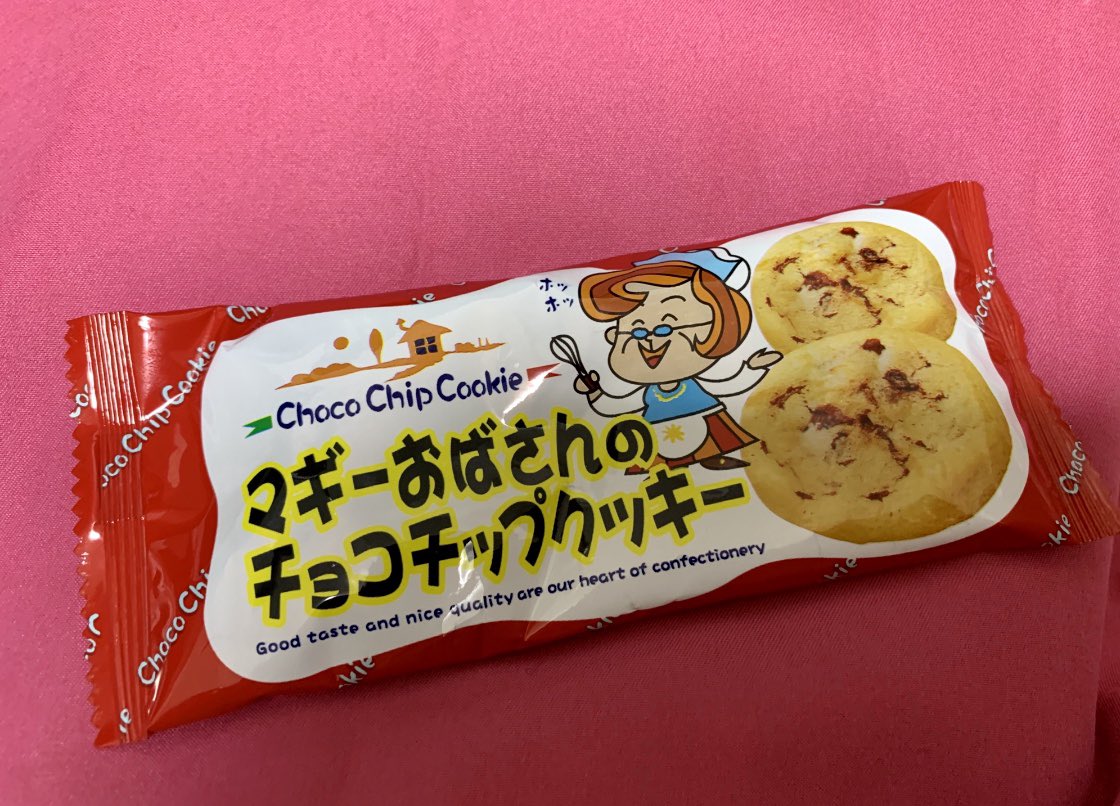 ホッ
ホッ
Choco Chip Cookie
マギーおばさんの
チョコチップクッキー
Good taste and nice quality are our heart of confectionery
Choco Chip Cookie
Choco Chi